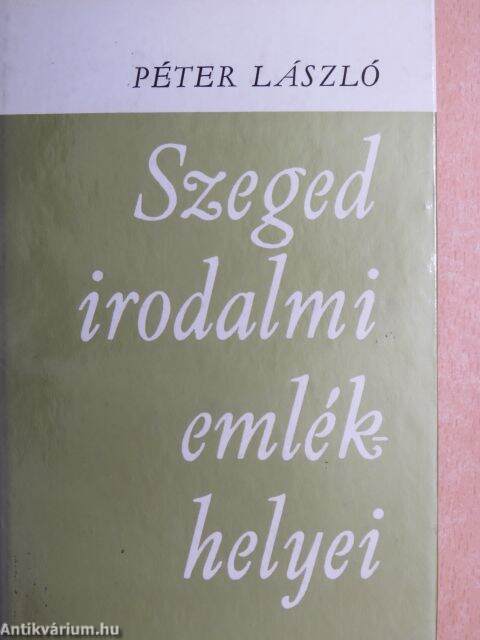 PÉTER LÁSZLÓ
Szeged
irodalmi
emlék-
helyei
Antikvárium.hu